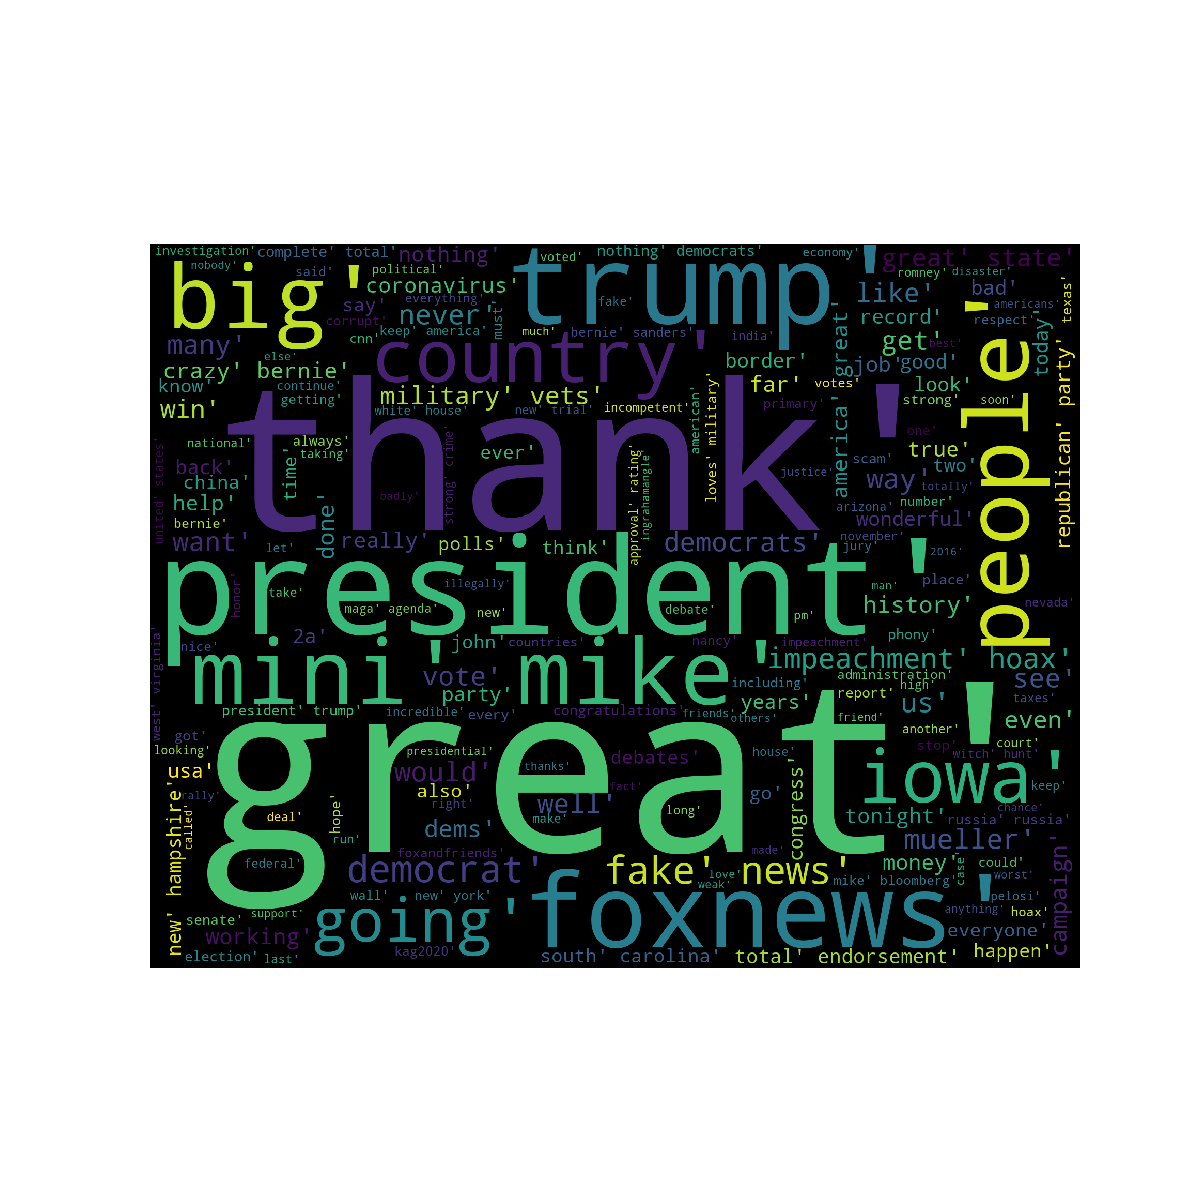 investigation' complete' total' nothing' voted' nothing' democrats' economy' great' state'
nobody' said' political' coronavirus' romney' disaster'
big' trump' people'
say' everything' fake' like' bad' americans' texas'
corrupt' never' must' record' respect' today'
many' cnn' keep' america' much' bernie' sanders' india' great' get' best'
else' country' border' job' good'
crazy' bernie' look'
know' continue' military' vets' far' votes' strong' soon'
win' getting' white' house' new' trial' incompetent' primary'
thank'
national' always' ever' american' loves' military' america' one' republican' party'
united' states' back' time' taking' strong' crime' true'
china' scam' two'
help' badly' approval' rating' ingrahamangle justice' way' totally'
bernie' done' arizona' number' wonderful'
want' let' really' polls' think' democrats' november' jury' 2016'
president'
illegally' man' place'
honor' take' maga' agenda' new' debate' pm' history' nevada'
2a' john' countries' nancy' impeachment' phony'
west' virginia' nice' mini' mike' impeachment' hoax'
vote' including' administration' see'
party' years' report' high' us' taxes'
president' trump' incredible' every' congratulations' friends' others' friend' even'
great'
got' another'
looking' presidential' debates' house' stop' witch' hunt' court'
usa' would' thanks' fact' iowa' keep'
rally' also' right' well' go' congress' chance'
new' hampshire' called' deal' hope' run' dems' make' long' tonight' russia' russia'
foxandfriends' made' mueller'
federal' democrat' fake' news' love' weak' money' case' could' worst'
wall' new' york' mike' bloomberg' pelosi'
senate' support' going' foxnews' anything' hoax' campaign'
working' everyone'
election' last' kag2020' south' carolina' total' endorsement' happen'